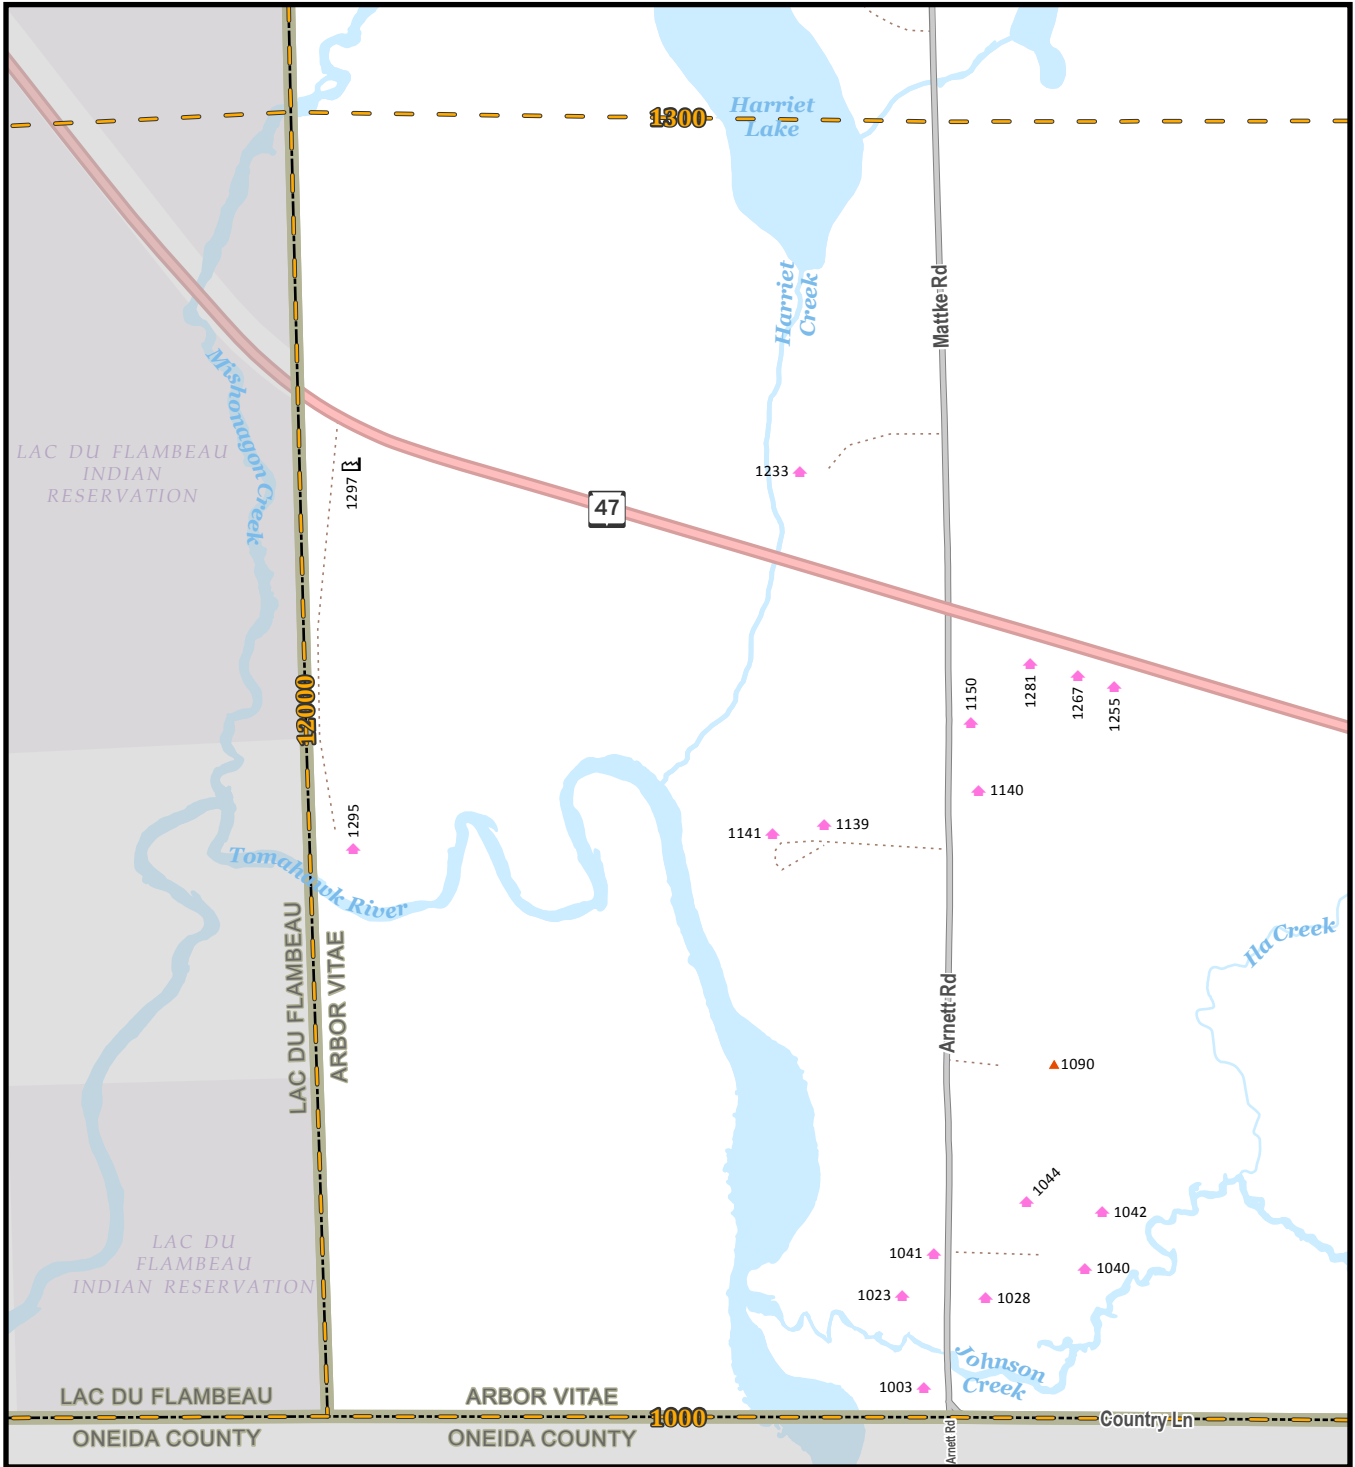 1300
Harriet
Lake
Harriet
Creek
Mattke Rd
Mishonagon Creek
LAC DU FLAMBEAU
INDIAN
RESERVATION
1297
47
1233
12000
1150
1281
1267
1255
1140
1295
1141
1139
Tomahawk River
LAC DU FLAMBEAU
ARBOR VITAE
Ila Creek
Arnett Rd
1090
1044
1042
1041
1040
1023
1028
LAC DU
FLAMBEAU
INDIAN RESERVATION
Johnson
Creek
1003
LAC DU FLAMBEAU
ARBOR VITAE
1000
Country Ln
ONEIDA COUNTY
ONEIDA COUNTY
Arnett Rd